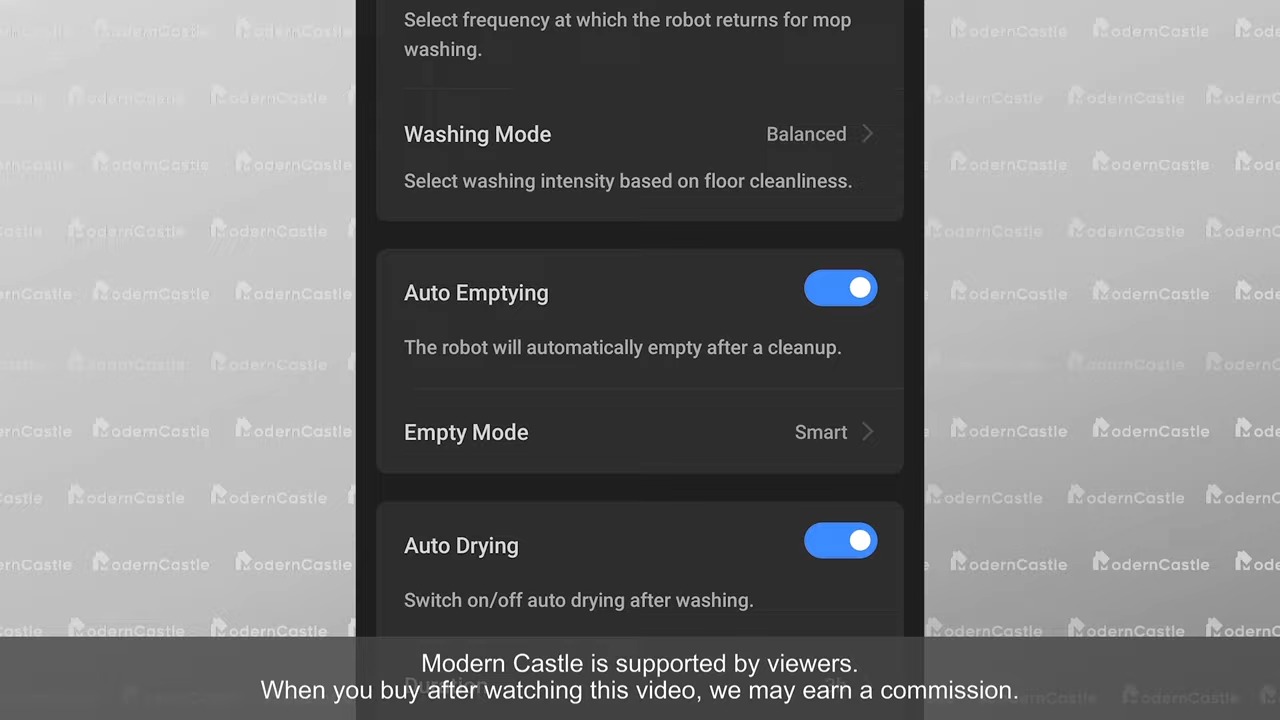 Select frequency at which the robot returns for mop
washing.
Washing Mode
Balanced
Select washing intensity based on floor cleanliness.
Auto Emptying
The robot will automatically empty after a cleanup.
Empty Mode
Smart
Auto Drying
Switch on/off auto drying after washing.
Duration
Modern Castle is supported by viewers.
When you buy after watching this video, we may earn a commission.
ModernCastle